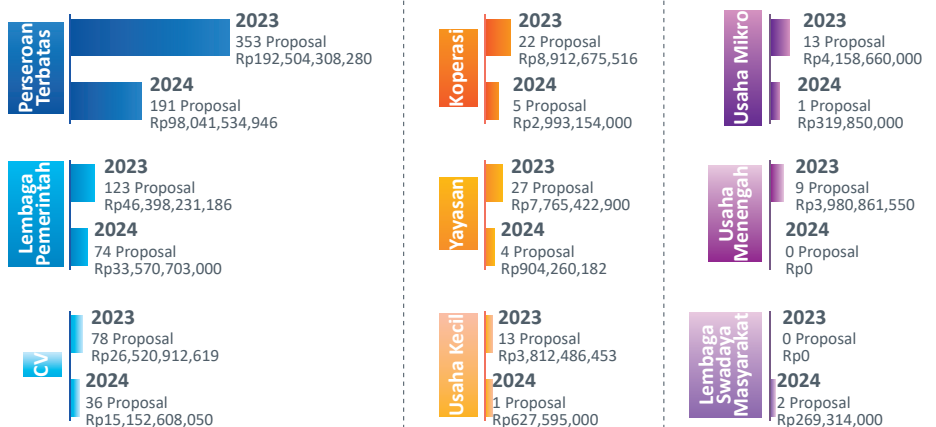 Perseroan
Terbatas
2023
353 Proposal
Rp192,504,308,280
2024
191 Proposal
Rp98,041,534,946
Lembaga
Pemerintah
2023
123 Proposal
Rp46,398,231,186
2024
74 Proposal
Rp33,570,703,000
CV
2023
78 Proposal
Rp26,520,912,619
2024
36 Proposal
Rp15,152,608,050
Koperasi
2023
22 Proposal
Rp8,912,675,516
2024
5 Proposal
Rp2,993,154,000
Yayasan
2023
27 Proposal
Rp7,765,422,900
2024
4 Proposal
Rp904,260,182
Usaha Kecil
2023
13 Proposal
Rp3,812,486,453
2024
1 Proposal
Rp627,595,000
Usaha Mikro
2023
13 Proposal
Rp4,158,660,000
2024
1 Proposal
Rp319,850,000
Usaha
Menengah
2023
9 Proposal
Rp3,980,861,550
2024
0 Proposal
Rp0
Lembaga
Swadaya
Masyarakat
2023
0 Proposal
Rp0
2024
2 Proposal
Rp269,314,000